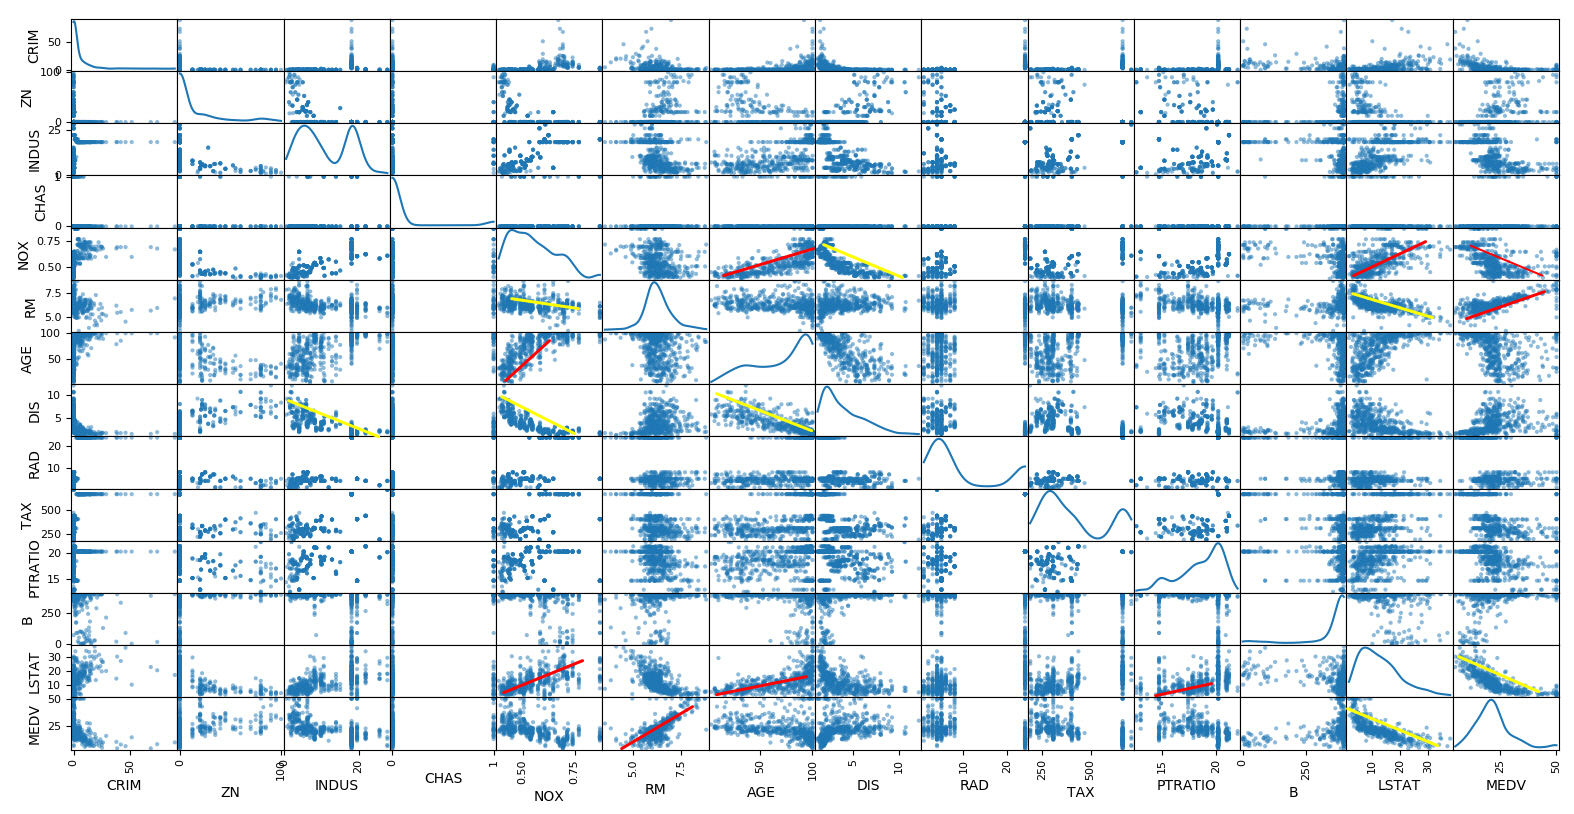 CRIM
50
0
ZN
100
0
INDUS
25
0
CHAS
1
0
NOX
0.75
0.50
RM
7.5
5.0
AGE
100
50
DIS
10
5
RAD
20
10
TAX
500
250
PTRATIO
20
15
B
250
0
LSTAT
30
20
10
MEDV
50
25
0 50 0 100 0 20 0 1 0.50 0.75 5.0 7.5 50 100 5 10 10 20 250 500 15 20 0 250 10 20 30 25 50
CRIM ZN INDUS CHAS NOX RM AGE DIS RAD TAX PTRATIO B LSTAT MEDV